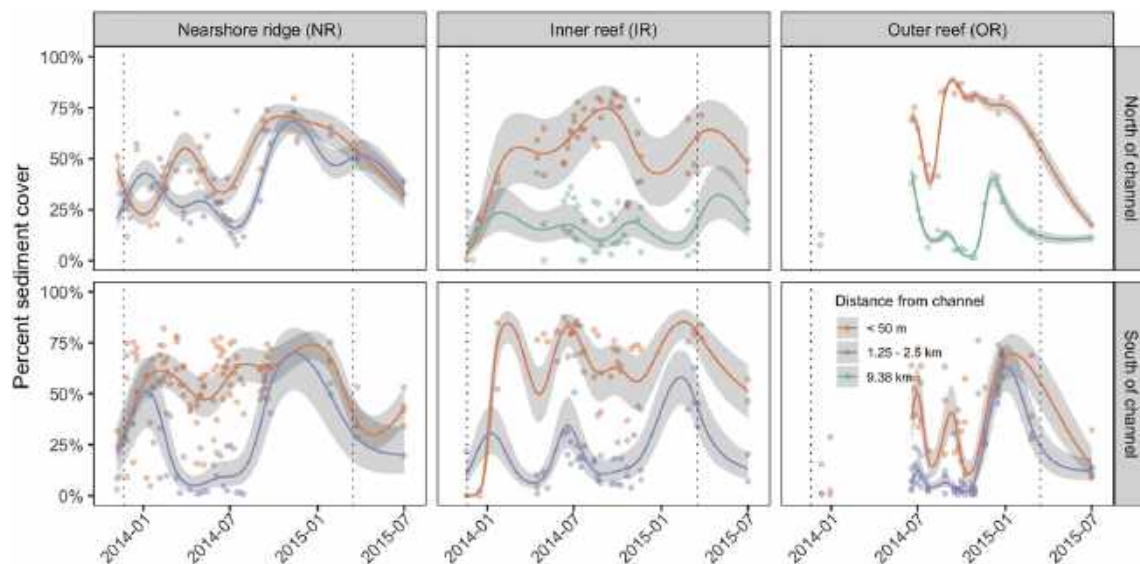 Nearshore ridge (NR)
Inner reef (IR)
Outer reef (OR)
Percent sediment cover
100%
75%
50%
25%
0%
North of channel
100%
75%
50%
25%
0%
South of channel
Distance from channel
< 50 m
1.25 - 2.5 km
9.38 km
2014-01
2014-07
2015-01
2015-07
2014-01
2014-07
2015-01
2015-07
2014-01
2014-07
2015-01
2015-07